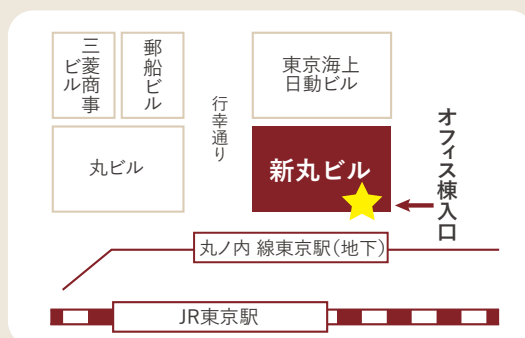 三菱商事
ビル
郵船ビル
行幸通り
東京海上
日動ビル
丸ビル
新丸ビル
オフィス棟入口
丸ノ内 線東京駅(地下)
JR東京駅